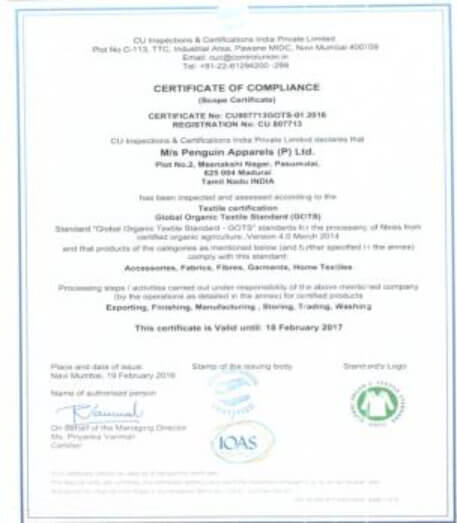 CU Inspections & Certifications India Private Limited
Plot No C-113, TTC, Industrial Area, Pawane MIDC, Navi Mumbai 400709
Email: cuc@controlunion.in
Tel: +91-22-61294200 -299
CERTIFICATE OF COMPLIANCE
(Scope Certificate)
CERTIFICATE No: CU807713GOTS-01.2016
REGISTRATION No: CU 807713
CU Inspections & Certifications India Private Limited declares that
M/s Penguin Apparels (P) Ltd.
Plot No.2, Meenakshi Nagar, Pasumalai,
625 004 Madurai
Tamil Nadu INDIA
has been inspected and assessed according to the
Textile certification
Global Organic Textile Standard (GOTS)
Standard "Global Organic Textile Standard - GOTS" standards for the processing of fibres from
certified organic agriculture, Version 4.0 March 2014
and that products of the categories as mentioned below (and further specified in the annex)
comply with this standard:
Accessories, Fabrics, Fibres, Garments, Home Textiles
Processing steps / activities carried out under responsibility of the above mentioned company
(by the operations as detailed in the annex) for certified products
Exporting, Finishing, Manufacturing, Storing, Trading, Washing
This certificate is Valid until: 18 February 2017
Place and date of issue: Stamp of the issuing body Standard's Logo
Navi Mumbai, 19 February 2016
Name of authorised person:
On behalf of the Managing Director
Ms. Priyanka Varman
Certifier
IOAS